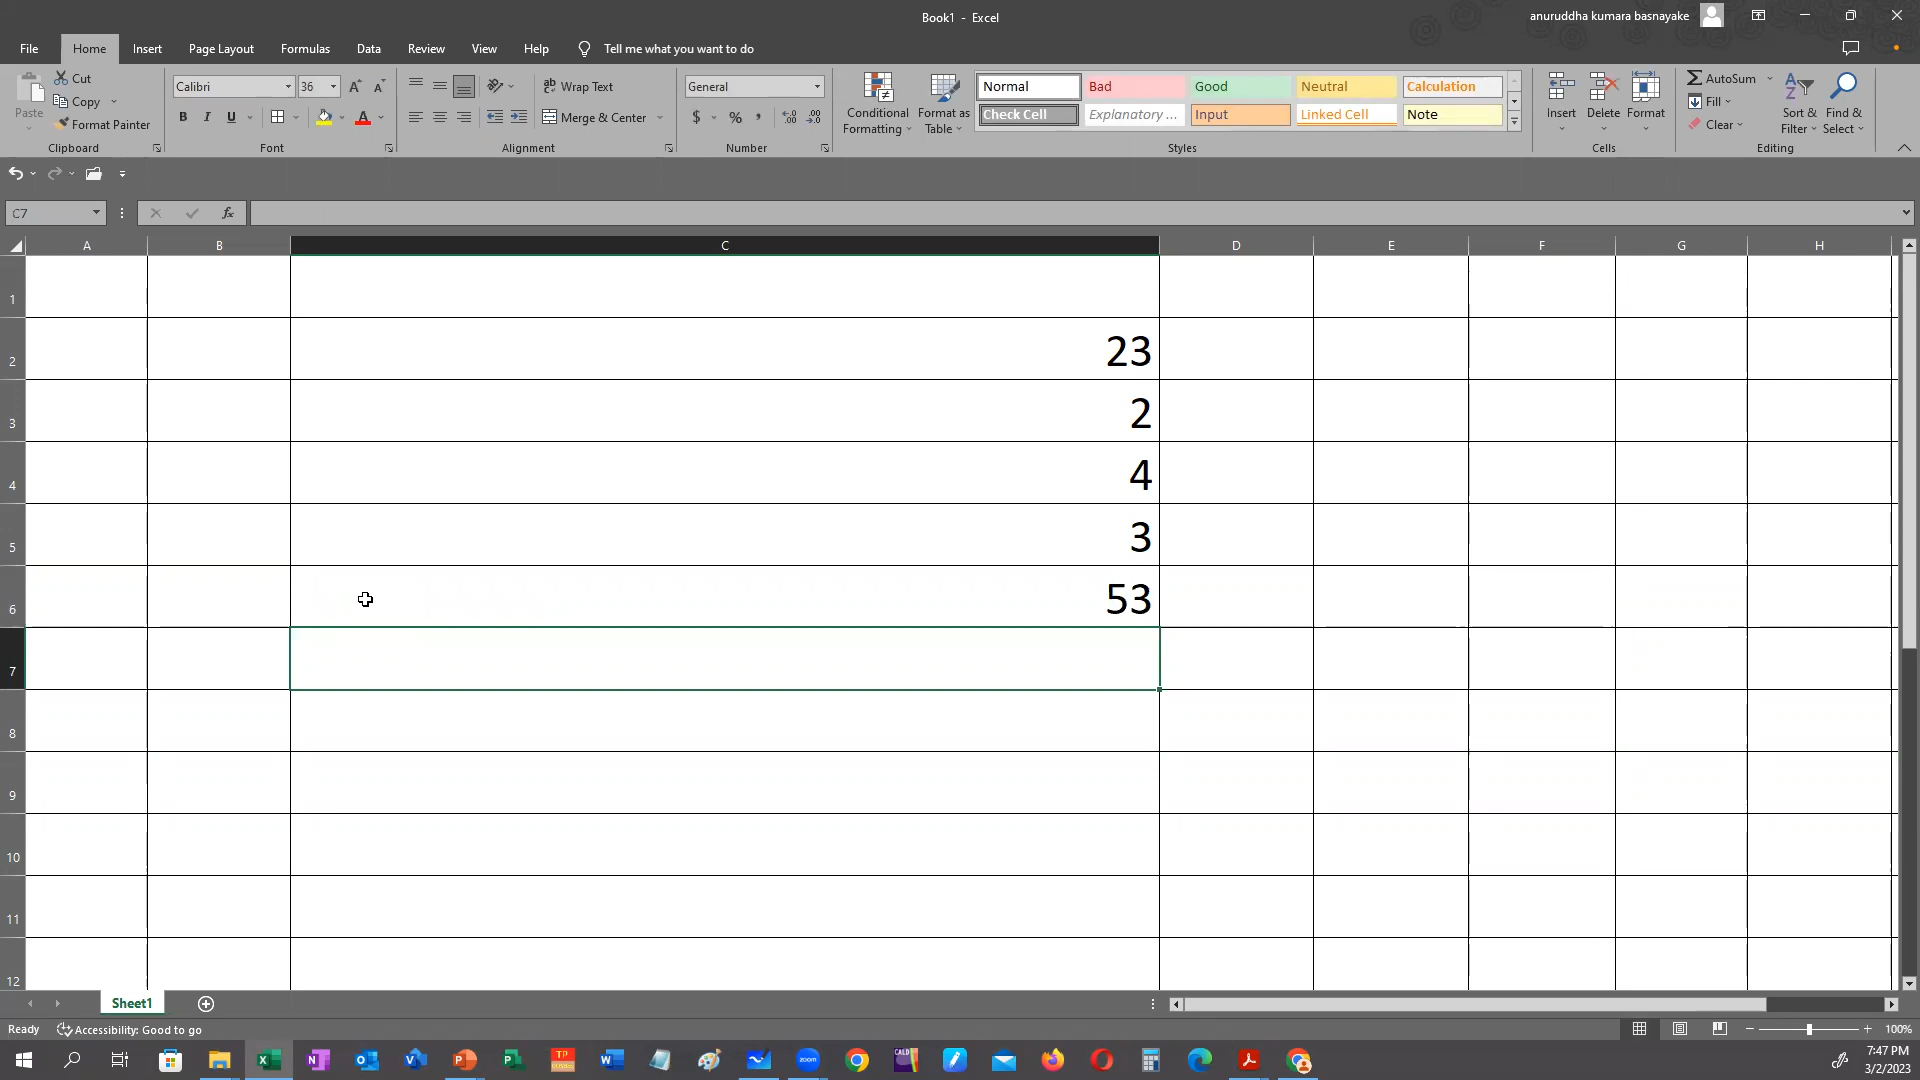 Book1 - Excel
anuruddha kumara basnayake
File Home Insert Page Layout Formulas Data Review View Help Tell me what you want to do
Paste
Cut
Copy
Format Painter
Clipboard
Calibri 36
B I U
Font
Wrap Text
Merge & Center
Alignment
General
$ % ,
Number
Conditional Formatting
Format as Table
Normal Bad Good Neutral Calculation
Check Cell Explanatory ... Input Linked Cell Note
Styles
Insert Delete Format
Cells
AutoSum
Fill
Clear
Sort & Filter
Find & Select
Editing
C7
fx
A B C D E F G H
1
2 23
3 2
4 4
5 3
6 53
7
8
9
10
11
12
Sheet1
Ready Accessibility: Good to go
100%
7:47 PM
3/2/2023